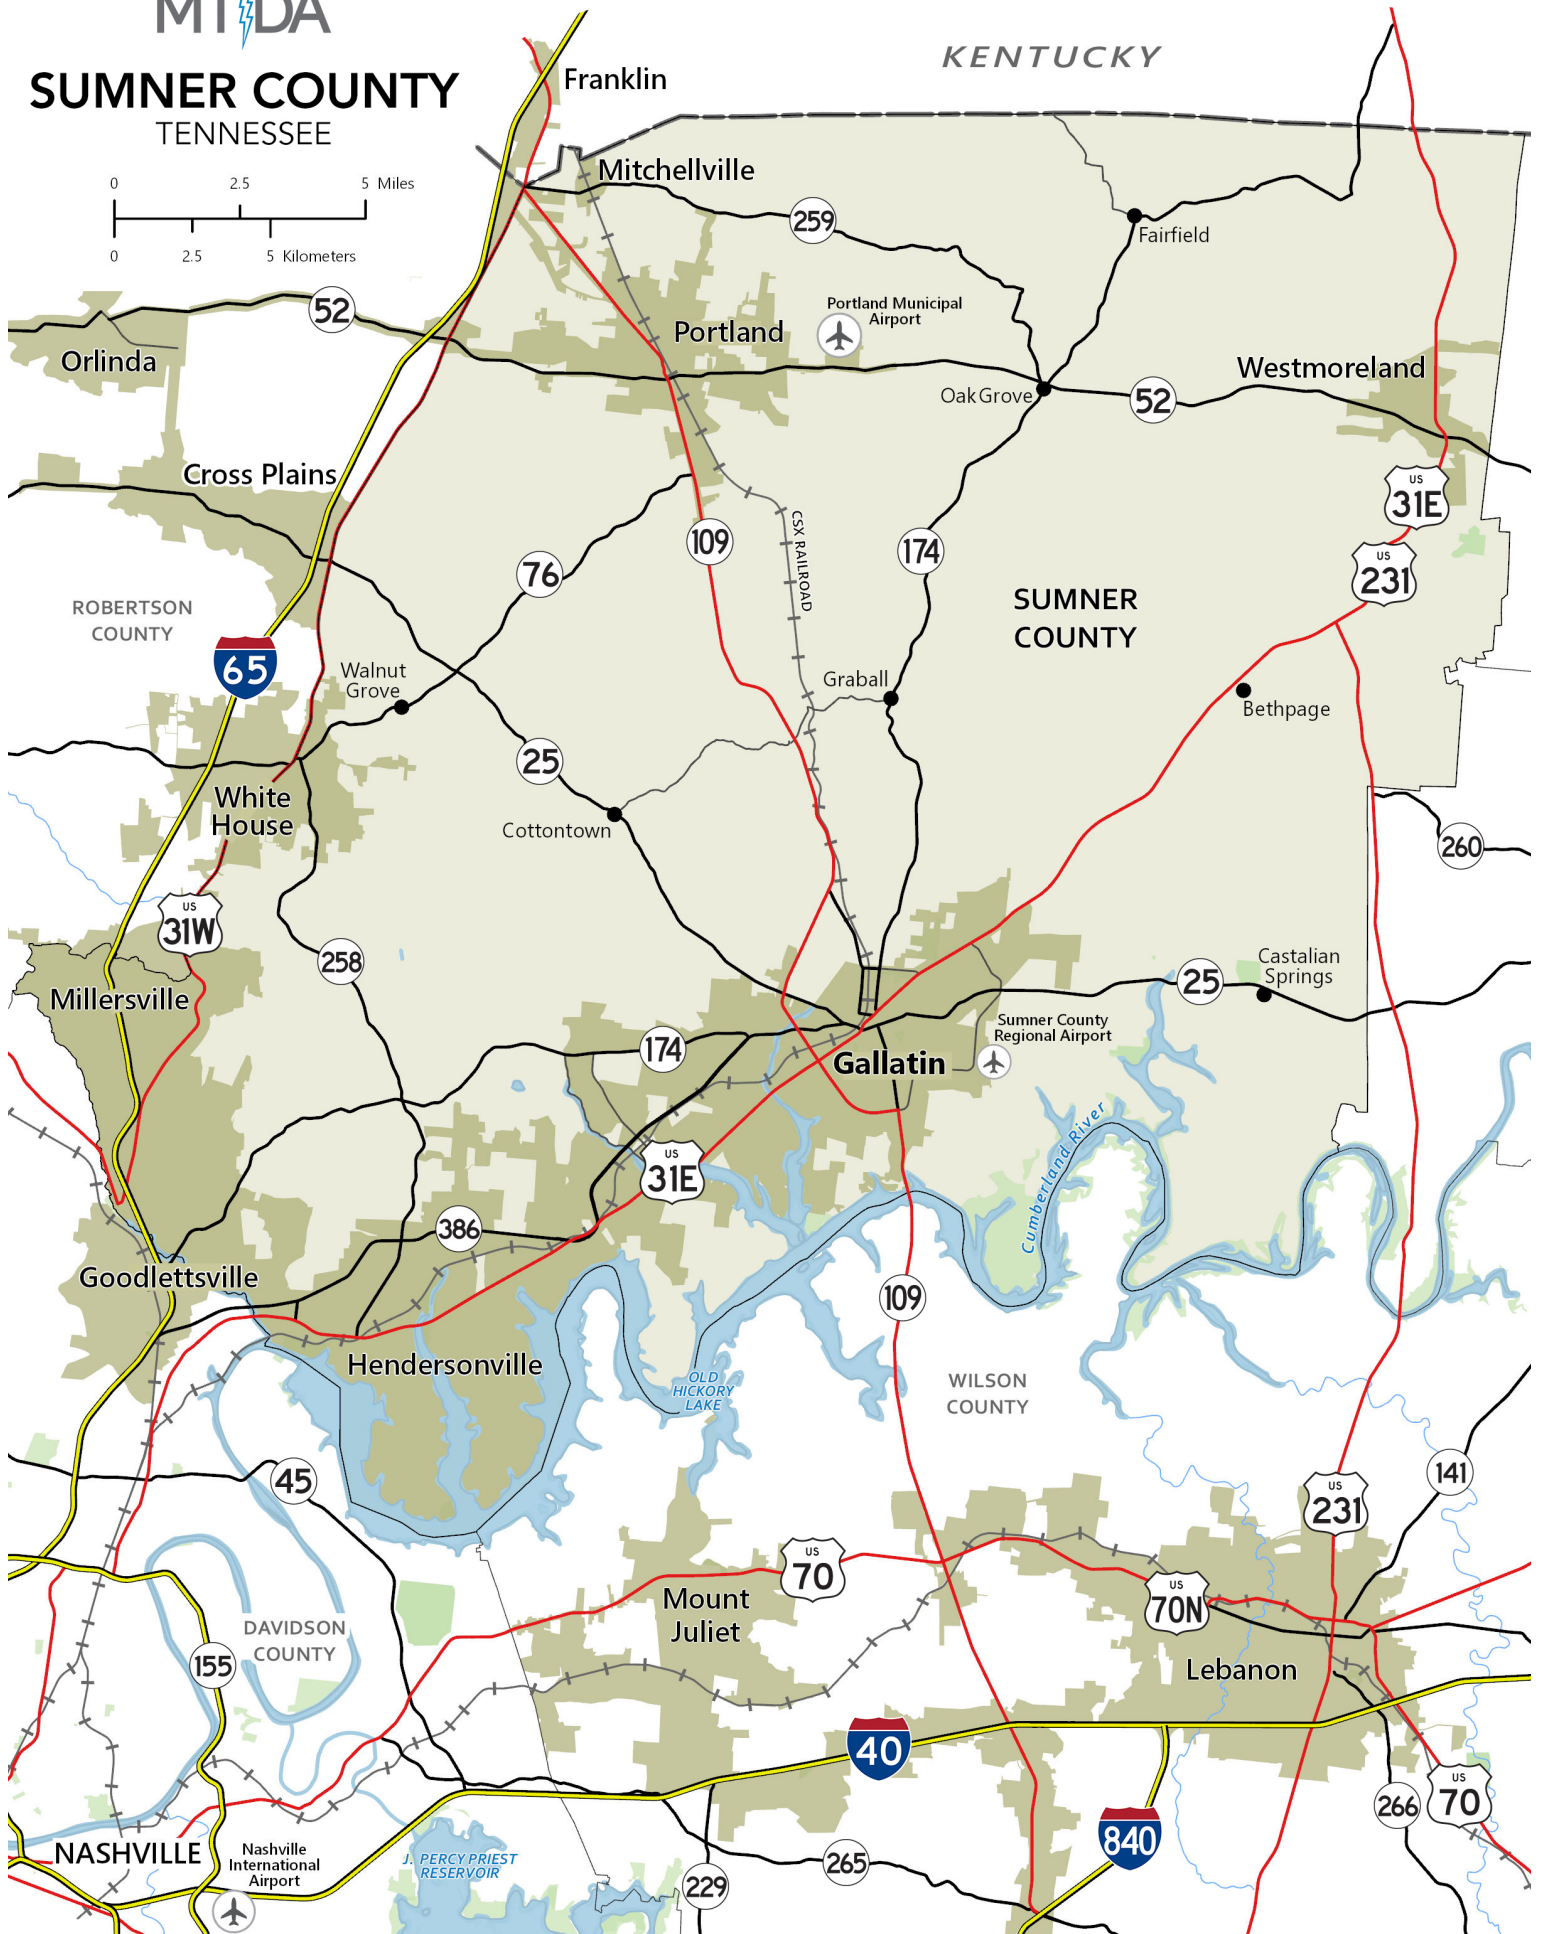 MTIDA
SUMNER COUNTY
TENNESSEE
0 2.5 5 Miles
0 2.5 5 Kilometers
KENTUCKY
Franklin
Mitchellville
259
Fairfield
52
Portland Municipal
Airport
Portland
Orlinda
Westmoreland
Oak Grove
52
Cross Plains
US
31E
CSX RAILROAD
109
174
76
US
231
SUMNER
COUNTY
ROBERTSON
COUNTY
65
Walnut
Grove
Graball
Bethpage
25
White
House
Cottontown
260
US
31W
258
Castalian
Springs
25
Millersville
Sumner County
Regional Airport
174
Gallatin
Cumberland River
US
31E
386
Goodlettsville
109
Hendersonville
OLD
HICKORY
LAKE
WILSON
COUNTY
45
141
US
231
US
70
Mount
Juliet
US
70N
DAVIDSON
COUNTY
155
Lebanon
40
US
70
266
840
NASHVILLE
Nashville
International
Airport
J. PERCY PRIEST
RESERVOIR
265
229